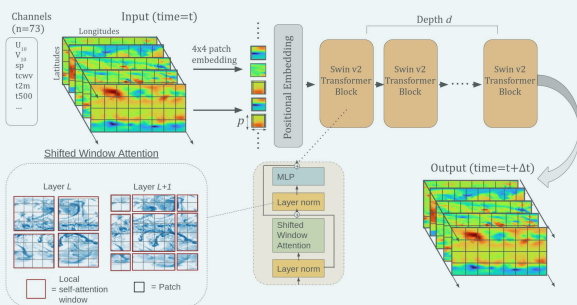 Channels
(n=73)
U10
V10
sp
tcwv
t2m
t500
...
Input (time=t)
Longitudes
Latitudes
4x4 patch
embedding
p
Positional Embedding
Depth d
Swin v2
Transformer
Block
Swin v2
Transformer
Block
Swin v2
Transformer
Block
Shifted Window Attention
Layer L
Layer L+1
Local
= self-attention
window
= Patch
MLP
Layer norm
Shifted
Window
Attention
Layer norm
Output (time=t+Δt)